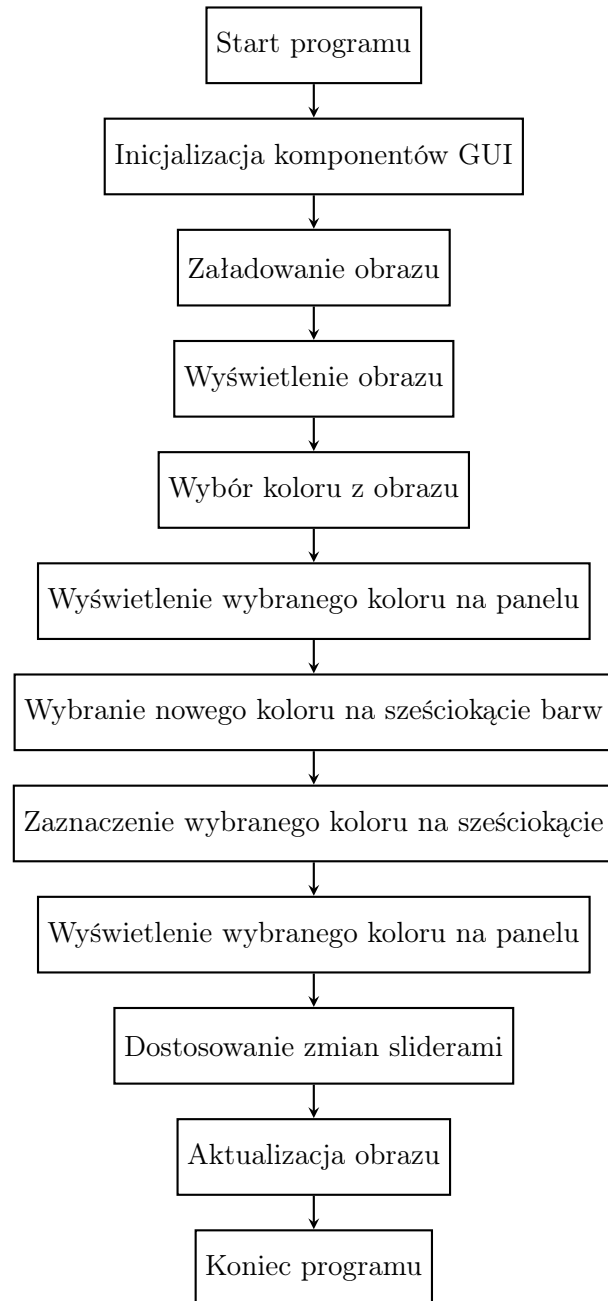 Start programu
Inicjalizacja komponentów GUI
Załadowanie obrazu
Wyświetlenie obrazu
Wybór koloru z obrazu
Wyświetlenie wybranego koloru na panelu
Wybranie nowego koloru na sześciokącie barw
Zaznaczenie wybranego koloru na sześciokącie
Wyświetlenie wybranego koloru na panelu
Dostosowanie zmian sliderami
Aktualizacja obrazu
Koniec programu